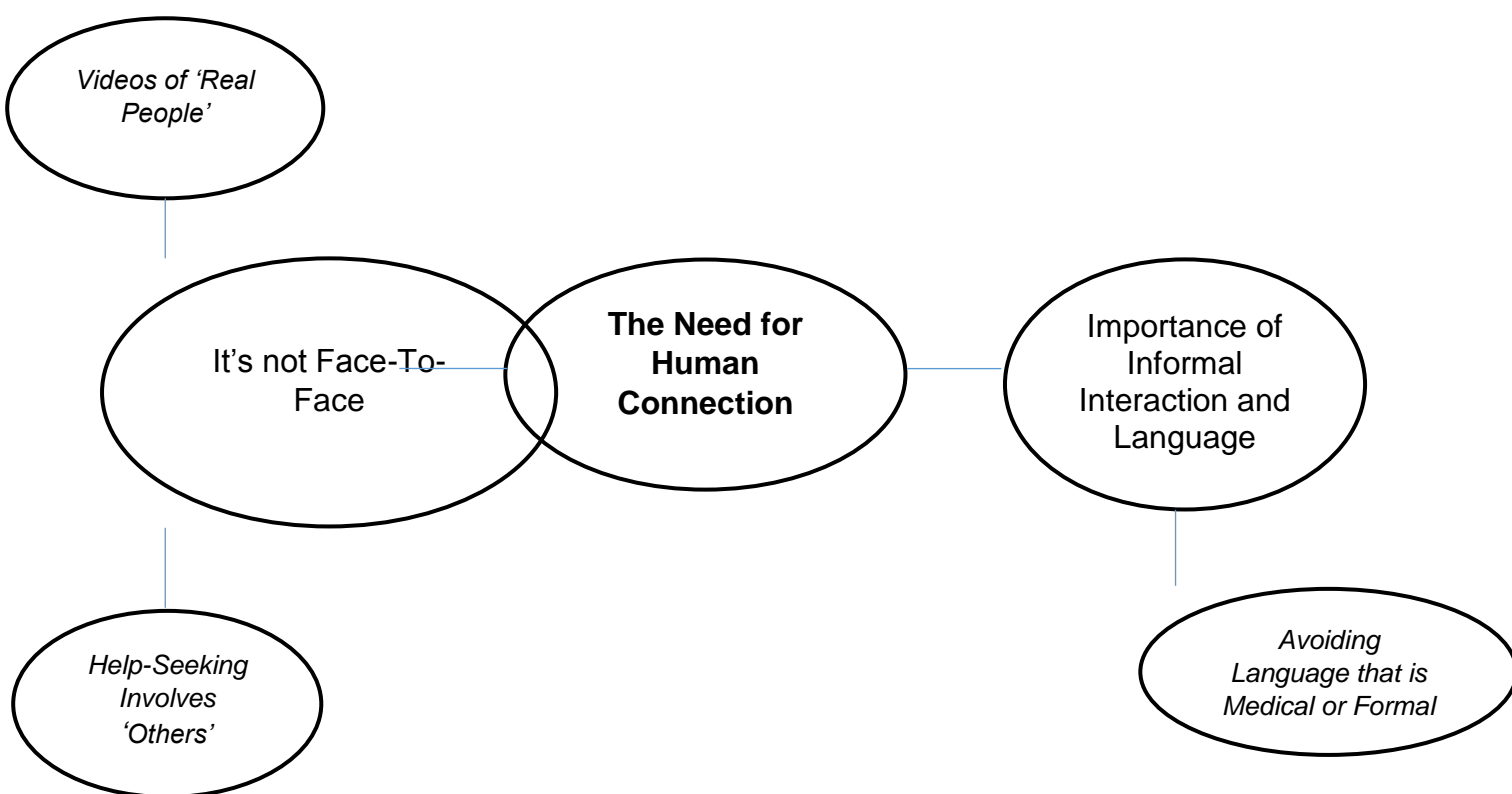 Videos of ‘Real
People’
It’s not Face-To-
Face
The Need for
Human
Connection
Importance of
Informal
Interaction and
Language
Help-Seeking
Involves
‘Others’
Avoiding
Language that is
Medical or Formal